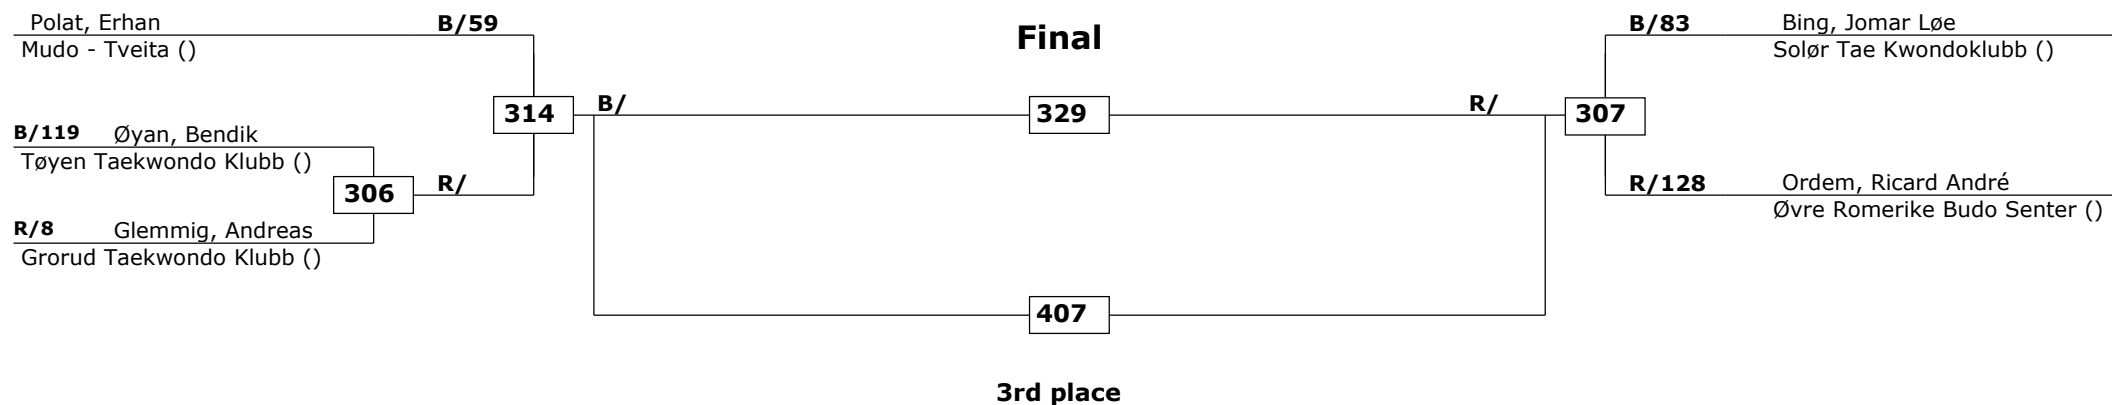 Polat, Erhan
B/59
Mudo - Tveita ()
Final
B/83
Bing, Jomar Løe
Solør Tae Kwondoklubb ()
314
B/
329
R/
307
B/119
Øyan, Bendik
Tøyen Taekwondo Klubb ()
306
R/
R/8
Glemmig, Andreas
Grorud Taekwondo Klubb ()
R/128
Ordem, Ricard André
Øvre Romerike Budo Senter ()
407
3rd place